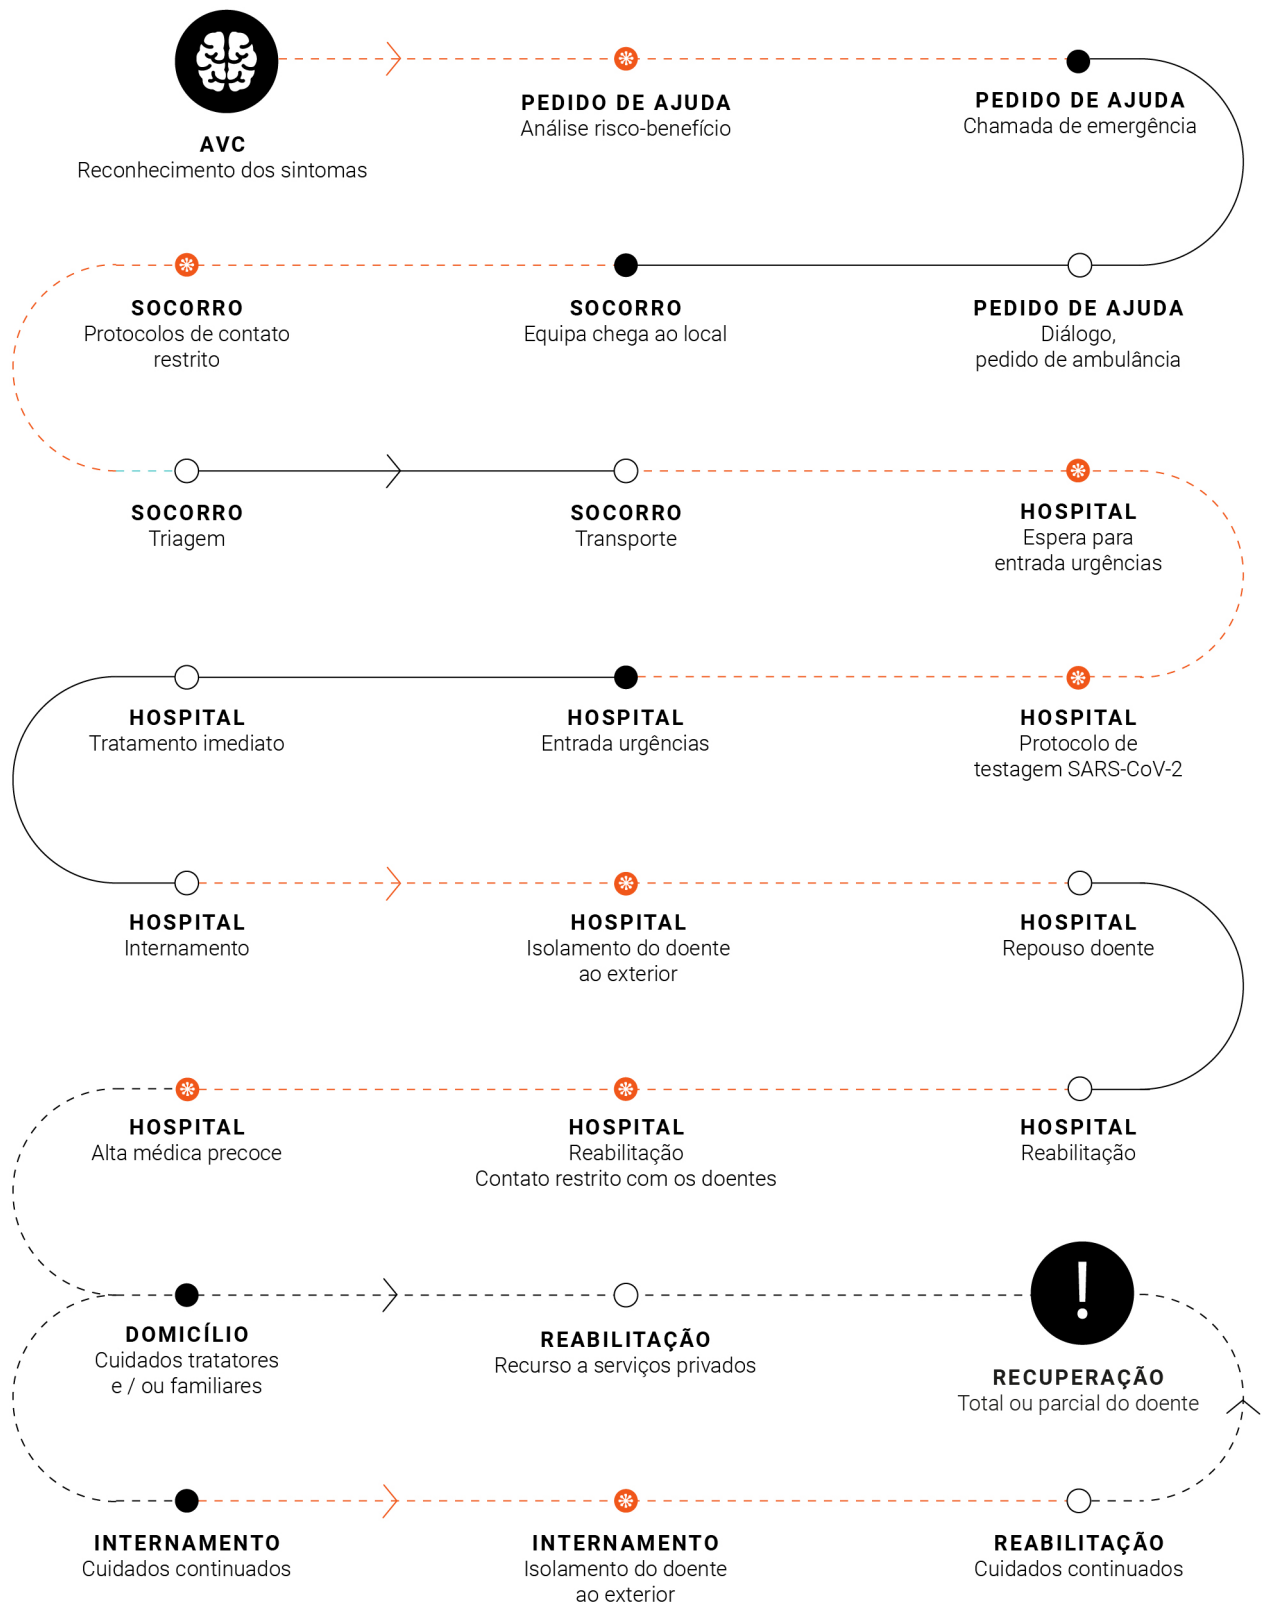 AVC
Reconhecimento dos sintomas
PEDIDO DE AJUDA
Análise risco-benefício
PEDIDO DE AJUDA
Chamada de emergência
SOCORRO
Protocolos de contato
restrito
SOCORRO
Equipa chega ao local
PEDIDO DE AJUDA
Diálogo,
pedido de ambulância
SOCORRO
Triagem
SOCORRO
Transporte
HOSPITAL
Espera para
entrada urgências
HOSPITAL
Tratamento imediato
HOSPITAL
Entrada urgências
HOSPITAL
Protocolo de
testagem SARS-CoV-2
HOSPITAL
Internamento
HOSPITAL
Isolamento do doente
ao exterior
HOSPITAL
Repouso doente
HOSPITAL
Alta médica precoce
HOSPITAL
Reabilitação
Contato restrito com os doentes
HOSPITAL
Reabilitação
DOMICÍLIO
Cuidados tratatores
e / ou familiares
REABILITAÇÃO
Recurso a serviços privados
!
RECUPERAÇÃO
Total ou parcial do doente
INTERNAMENTO
Cuidados continuados
INTERNAMENTO
Isolamento do doente
ao exterior
REABILITAÇÃO
Cuidados continuados